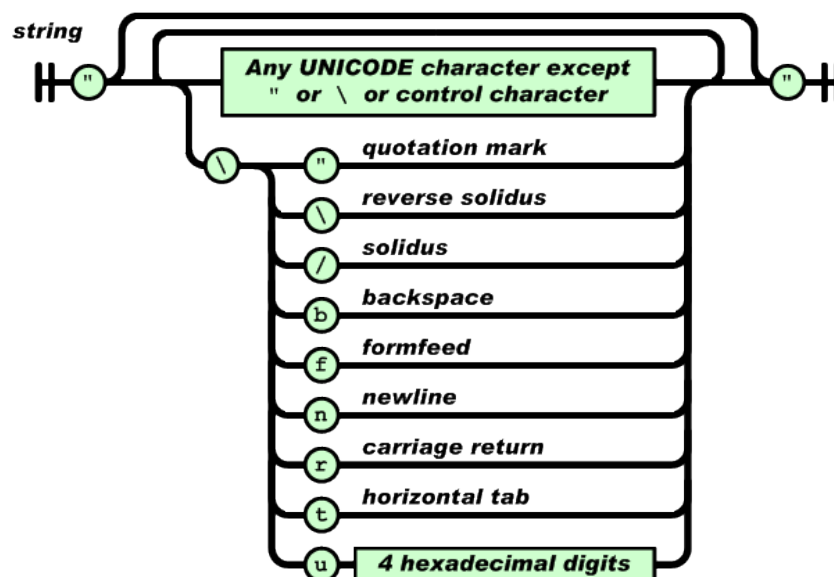 string
" Any UNICODE character except "
" or \ or control character
\ " quotation mark
\ reverse solidus
/ solidus
b backspace
f formfeed
n newline
r carriage return
t horizontal tab
u 4 hexadecimal digits